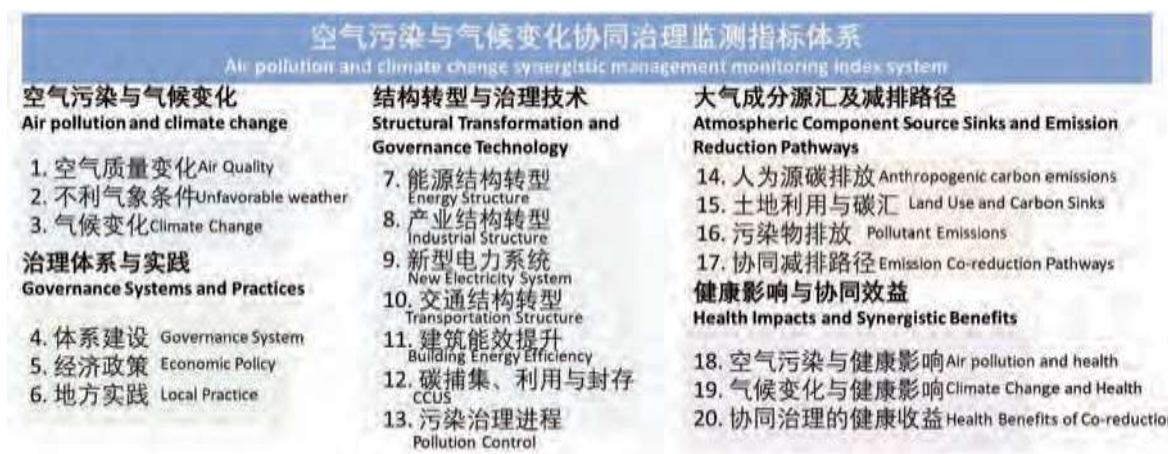 空气污染与气候变化协同治理监测指标体系
Air pollution and climate change synergistic management monitoring index system
空气污染与气候变化
Air pollution and climate change
1. 空气质量变化Air Quality
2. 不利气象条件Unfavorable weather
3. 气候变化Climate Change
治理体系与实践
Governance Systems and Practices
4. 体系建设 Governance System
5. 经济政策 Economic Policy
6. 地方实践 Local Practice
结构转型与治理技术
Structural Transformation and
Governance Technology
7. 能源结构转型
Energy Structure
8. 产业结构转型
Industrial Structure
9. 新型电力系统
New Electricity System
10. 交通结构转型
Transportation Structure
11. 建筑能效提升
Building Energy Efficiency
12. 碳捕集、利用与封存
CCUS
13. 污染治理进程
Pollution Control
大气成分源汇及减排路径
Atmospheric Component Source Sinks and Emission
Reduction Pathways
14. 人为源碳排放 Anthropogenic carbon emissions
15. 土地利用与碳汇 Land Use and Carbon Sinks
16. 污染物排放 Pollutant Emissions
17. 协同减排路径 Emission Co-reduction Pathways
健康影响与协同效益
Health Impacts and Synergistic Benefits
18. 空气污染与健康影响Air pollution and health
19. 气候变化与健康影响Climate Change and Health
20. 协同治理的健康收益Health Benefits of Co-reductio